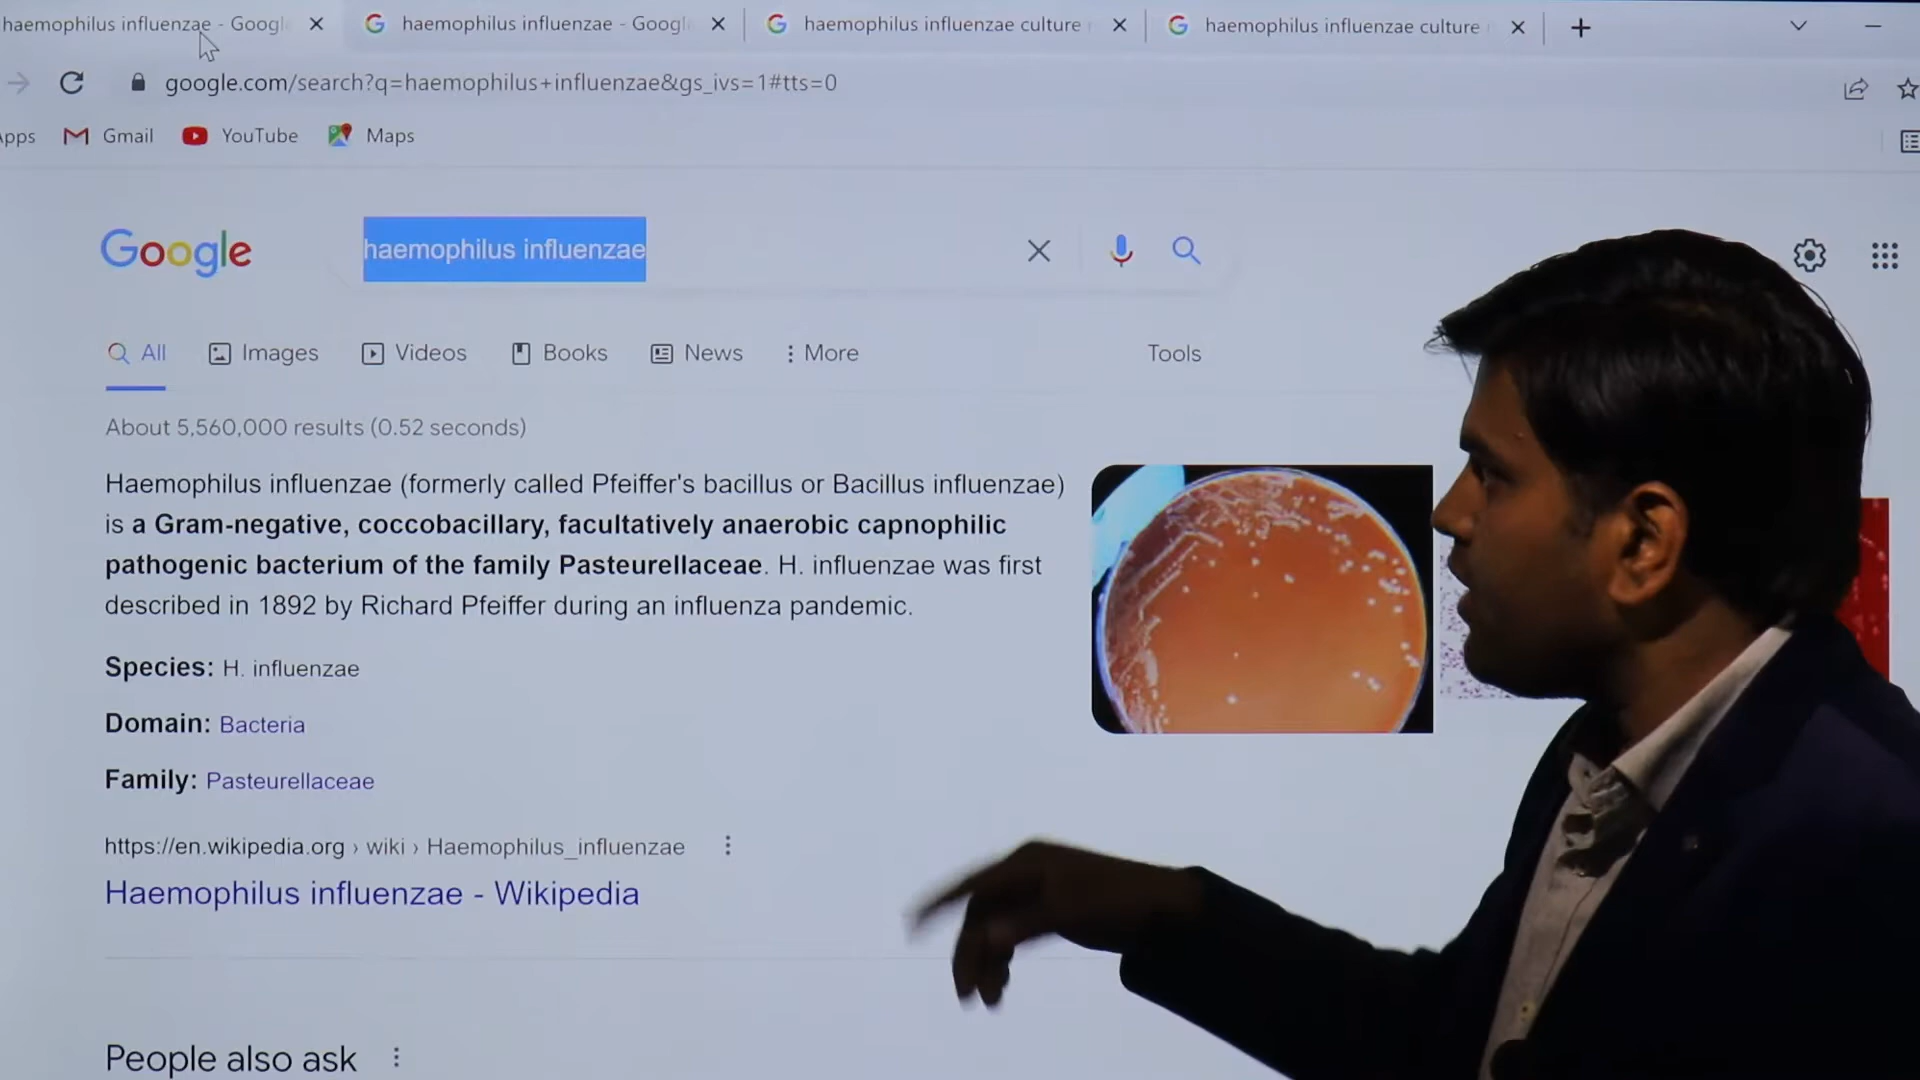 haemophilus influenzae - Googl
haemophilus influenzae - Googl
haemophilus influenzae culture
haemophilus influenzae culture
google.com/search?q=haemophilus+influenzae&gs_ivs=1#tts=0
Gmail
YouTube
Maps
Google
haemophilus influenzae
All
Images
Videos
Books
News
More
Tools
About 5,560,000 results (0.52 seconds)
Haemophilus influenzae (formerly called Pfeiffer's bacillus or Bacillus influenzae)
is a Gram-negative, coccobacillary, facultatively anaerobic capnophilic
pathogenic bacterium of the family Pasteurellaceae. H. influenzae was first
described in 1892 by Richard Pfeiffer during an influenza pandemic.
Species: H. influenzae
Domain: Bacteria
Family: Pasteurellaceae
https://en.wikipedia.org › wiki › Haemophilus_influenzae
Haemophilus influenzae - Wikipedia
People also ask